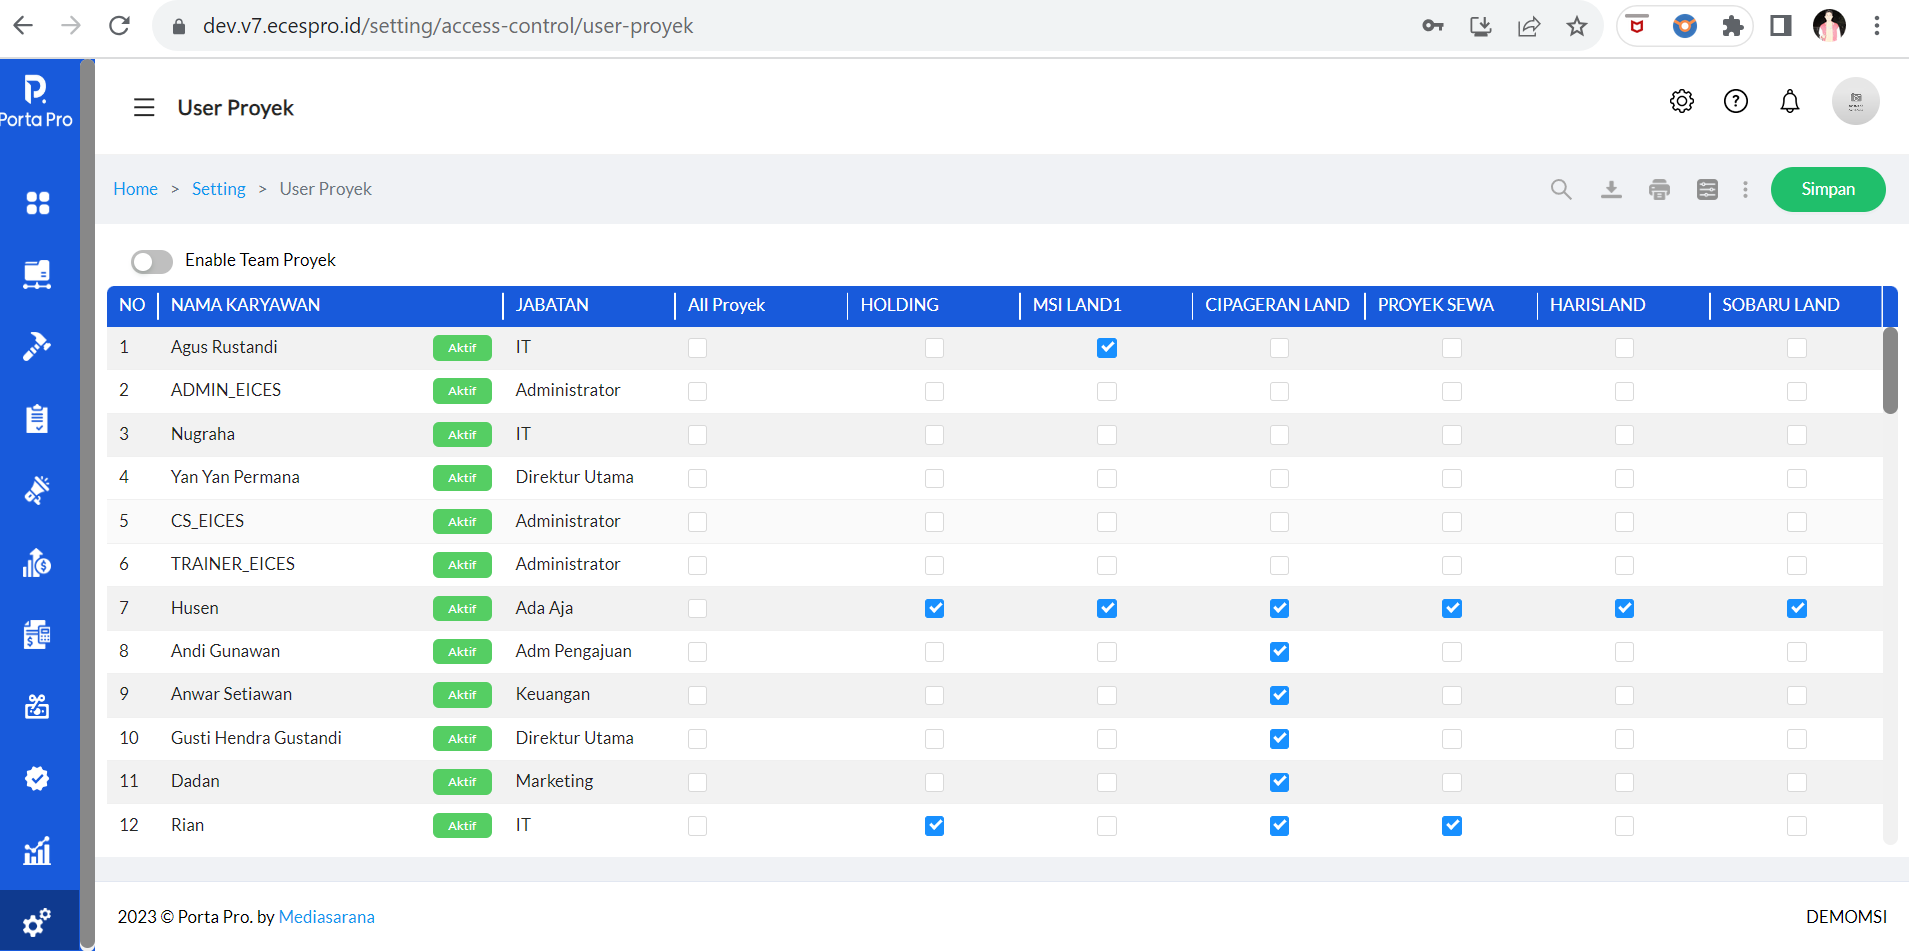 dev.v7.ecespro.id/setting/access-control/user-proyek
P.
Porta Pro
User Proyek
Home > Setting > User Proyek
Simpan
Enable Team Proyek
NO NAMA KARYAWAN JABATAN All Proyek HOLDING MSI LAND1 CIPAGERAN LAND PROYEK SEWA HARISLAND SOBARU LAND
1 Agus Rustandi Aktif IT
2 ADMIN_EICES Aktif Administrator
3 Nugraha Aktif IT
4 Yan Yan Permana Aktif Direktur Utama
5 CS_EICES Aktif Administrator
6 TRAINER_EICES Aktif Administrator
7 Husen Aktif Ada Aja
8 Andi Gunawan Aktif Adm Pengajuan
9 Anwar Setiawan Aktif Keuangan
10 Gusti Hendra Gustandi Aktif Direktur Utama
11 Dadan Aktif Marketing
12 Rian Aktif IT
2023 © Porta Pro. by Mediasarana
DEMOMSI